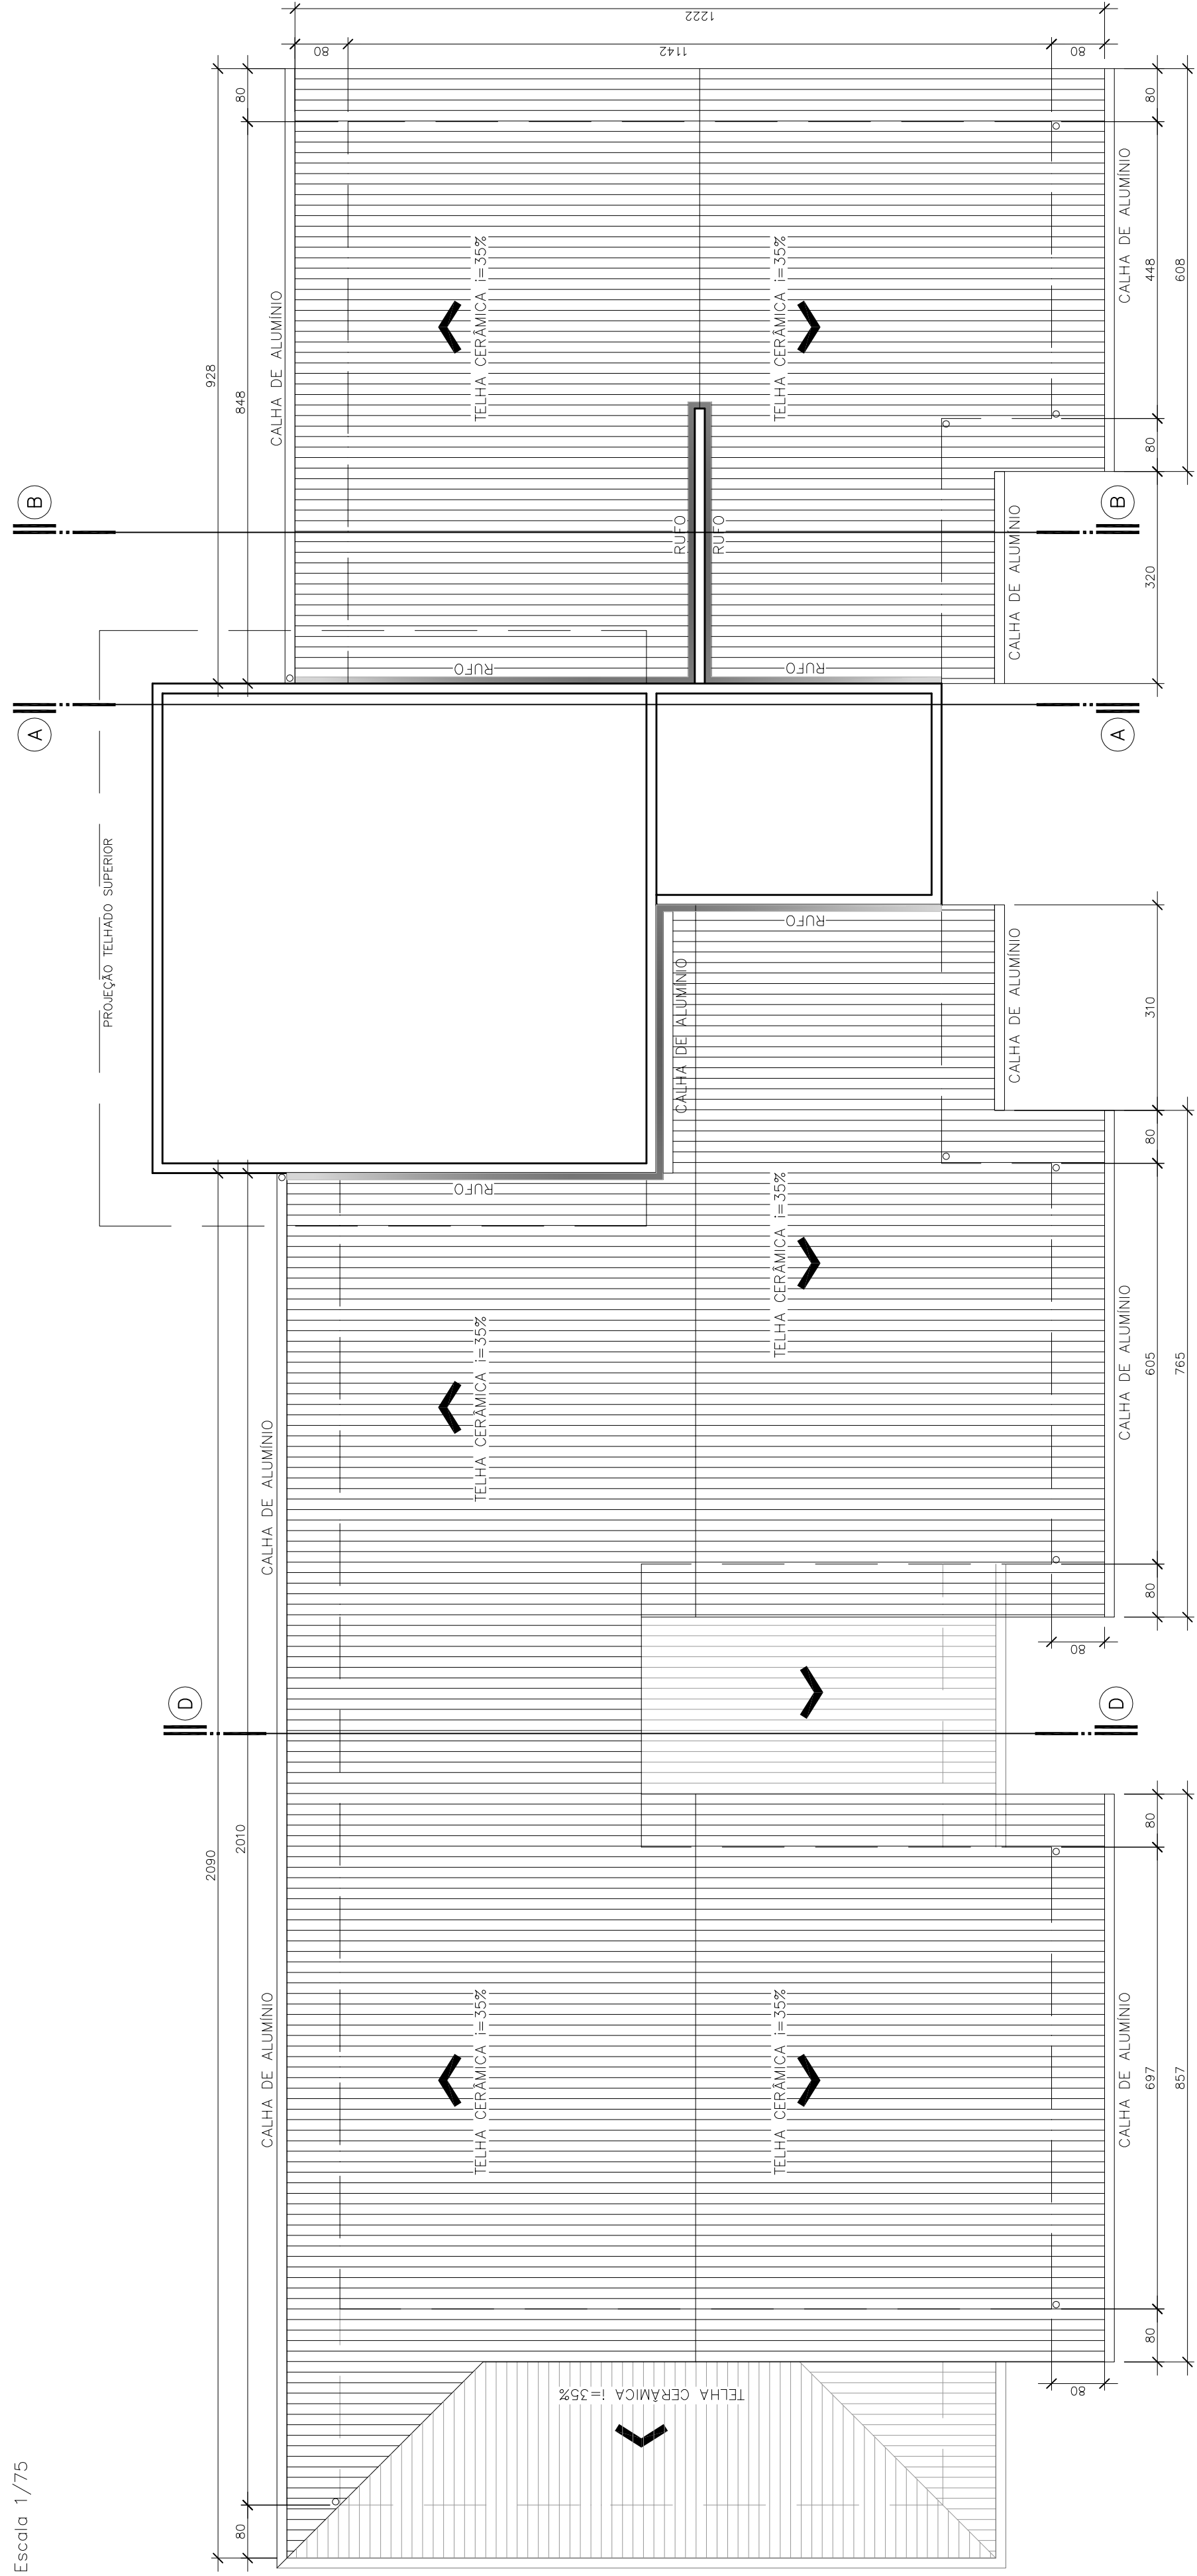 Escala 1/75
2090
2010
80
928
848
80
PROJEÇÃO TELHADO SUPERIOR
A
A
B
B
D
D
CALHA DE ALUMÍNIO
CALHA DE ALUMÍNIO
CALHA DE ALUMÍNIO
TELHA CERÂMICA i=35%
TELHA CERÂMICA i=35%
TELHA CERÂMICA i=35%
TELHA CERÂMICA i=35%
TELHA CERÂMICA i=35%
TELHA CERÂMICA i=35%
TELHA CERÂMICA i=35%
RUFO
RUFO
RUFO
RUFO
RUFO
RUFO
CALHA DE ALUMÍNIO
CALHA DE ALUMÍNIO
CALHA DE ALUMÍNIO
CALHA DE ALUMÍNIO
CALHA DE ALUMÍNIO
CALHA DE ALUMÍNIO
80
697
80
857
80
80
80
605
80
765
310
320
80
448
80
608
80
1142
80
1222